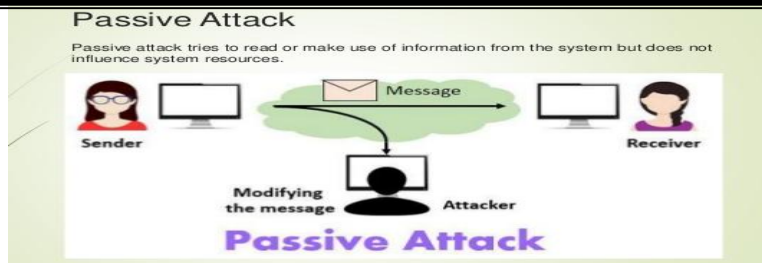 Passive Attack
Passive attack tries to read or make use of information from the system but does not
influence system resources.
Message
Sender
Receiver
Modifying
the message
Attacker
Passive Attack